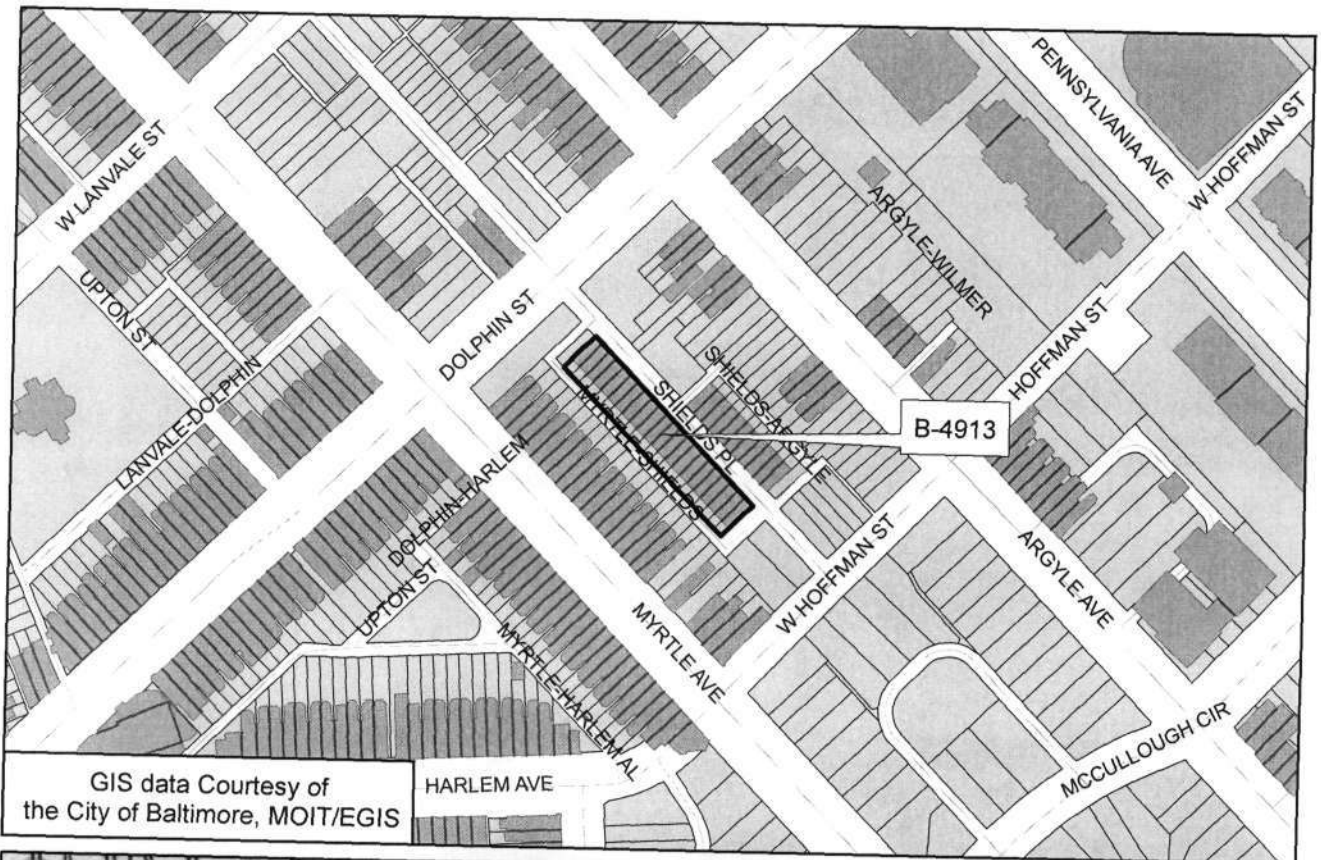 PENNSYLVANIA AVE
W HOFFMAN ST
W LANVALE ST
ARGYLE-WILMER
UPTON ST
DOLPHIN ST
HOFFMAN ST
LANVALE-DOLPHIN
SHIELDS-ARGYLE
SHIELDS PL
MYRTLE-SHIELDS
B-4913
DOLPHIN-HARLEM
UPTON ST
W HOFFMAN ST
ARGYLE AVE
MYRTLE AVE
MYRTLE-HARLEM AL
MCCULLOUGH CIR
HARLEM AVE
GIS data Courtesy of
the City of Baltimore, MOIT/EGIS